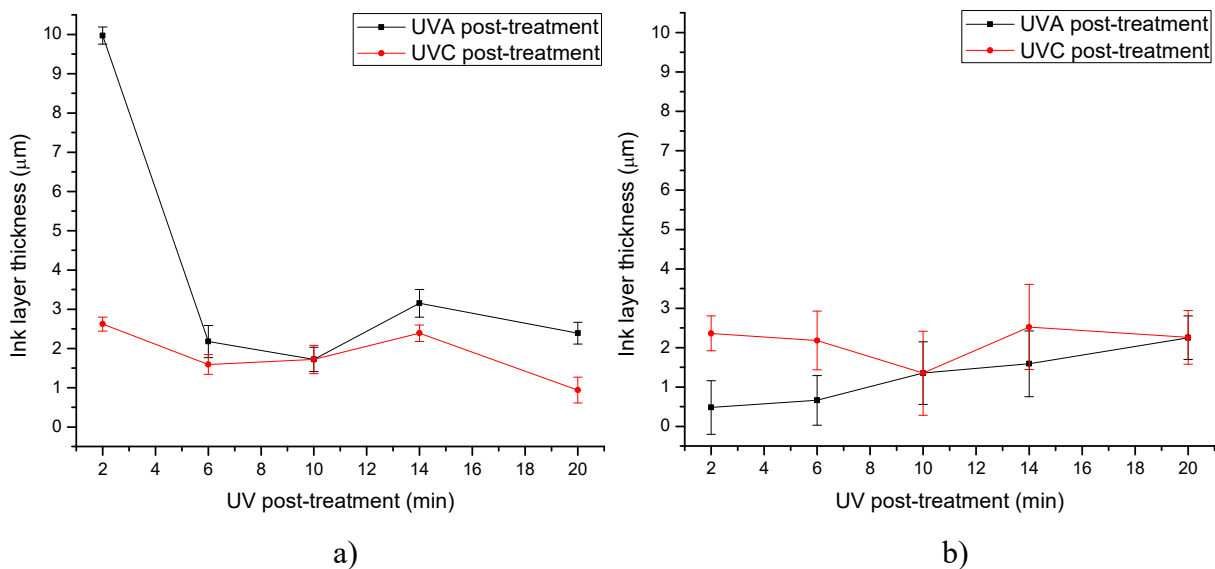 UVA post-treatment
UVC post-treatment
10
9
8
7
6
5
4
3
2
1
0
Ink layer thickness (μm)
2 4 6 8 10 12 14 16 18 20
UV post-treatment (min)
a)
UVA post-treatment
UVC post-treatment
10
9
8
7
6
5
4
3
2
1
0
Ink layer thickness (μm)
2 4 6 8 10 12 14 16 18 20
UV post-treatment (min)
b)